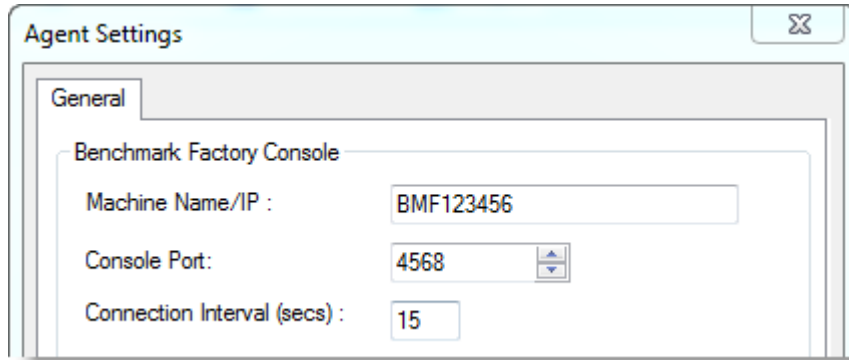 Agent Settings
General
Benchmark Factory Console
Machine Name/IP : BMF123456
Console Port: 4568
Connection Interval (secs) : 15